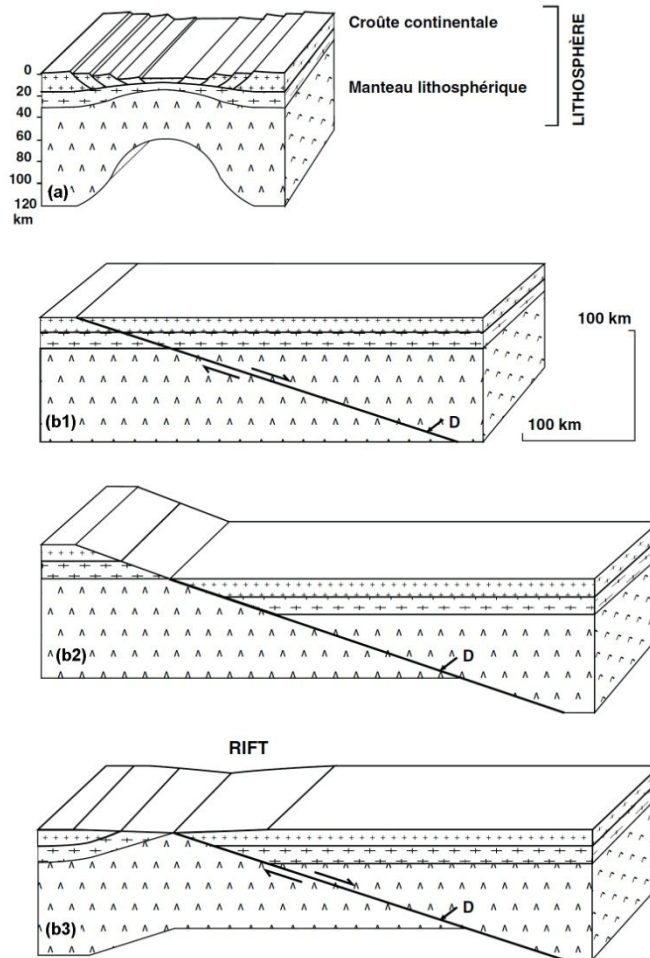 Croûte continentale
Manteau lithosphérique
LITHOSPHÈRE
0
20
40
60
80
100
120
km
(a)
100 km
100 km
D
(b1)
D
(b2)
RIFT
D
(b3)